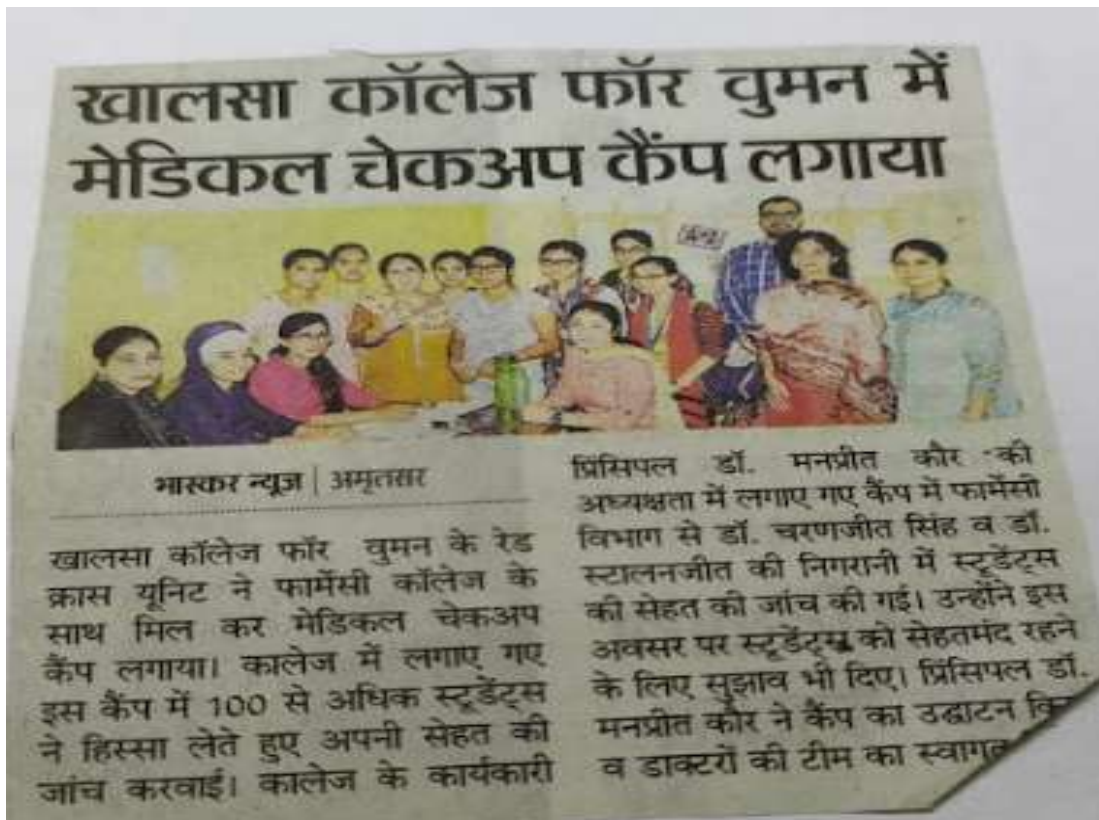 खालसा कॉलेज फॉर वुमन में
मेडिकल चेकअप कैंप लगाया
भास्कर न्यूज | अमृतसर
खालसा कॉलेज फॉर वुमन के रेड
क्रास यूनिट ने फार्मेसी कॉलेज के
साथ मिल कर मेडिकल चेकअप
कैंप लगाया। कालेज में लगाए गए
इस कैंप में 100 से अधिक स्टूडेंट्स
ने हिस्सा लेते हुए अपनी सेहत की
जांच करवाई। कालेज के कार्यकारी
प्रिंसिपल डॉ. मनप्रीत कौर की
अध्यक्षता में लगाए गए कैंप में फार्मेसी
विभाग से डॉ. चरणजीत सिंह व डॉ.
स्टालनजीत की निगरानी में स्टूडेंट्स
की सेहत की जांच की गई। उन्होंने इस
अवसर पर स्टूडेंट्स को सेहतमंद रहने
के लिए सुझाव भी दिए। प्रिंसिपल डॉ.
मनप्रीत कौर ने कैंप का उद्घाटन
व डाक्टरों की टीम का स्वागत